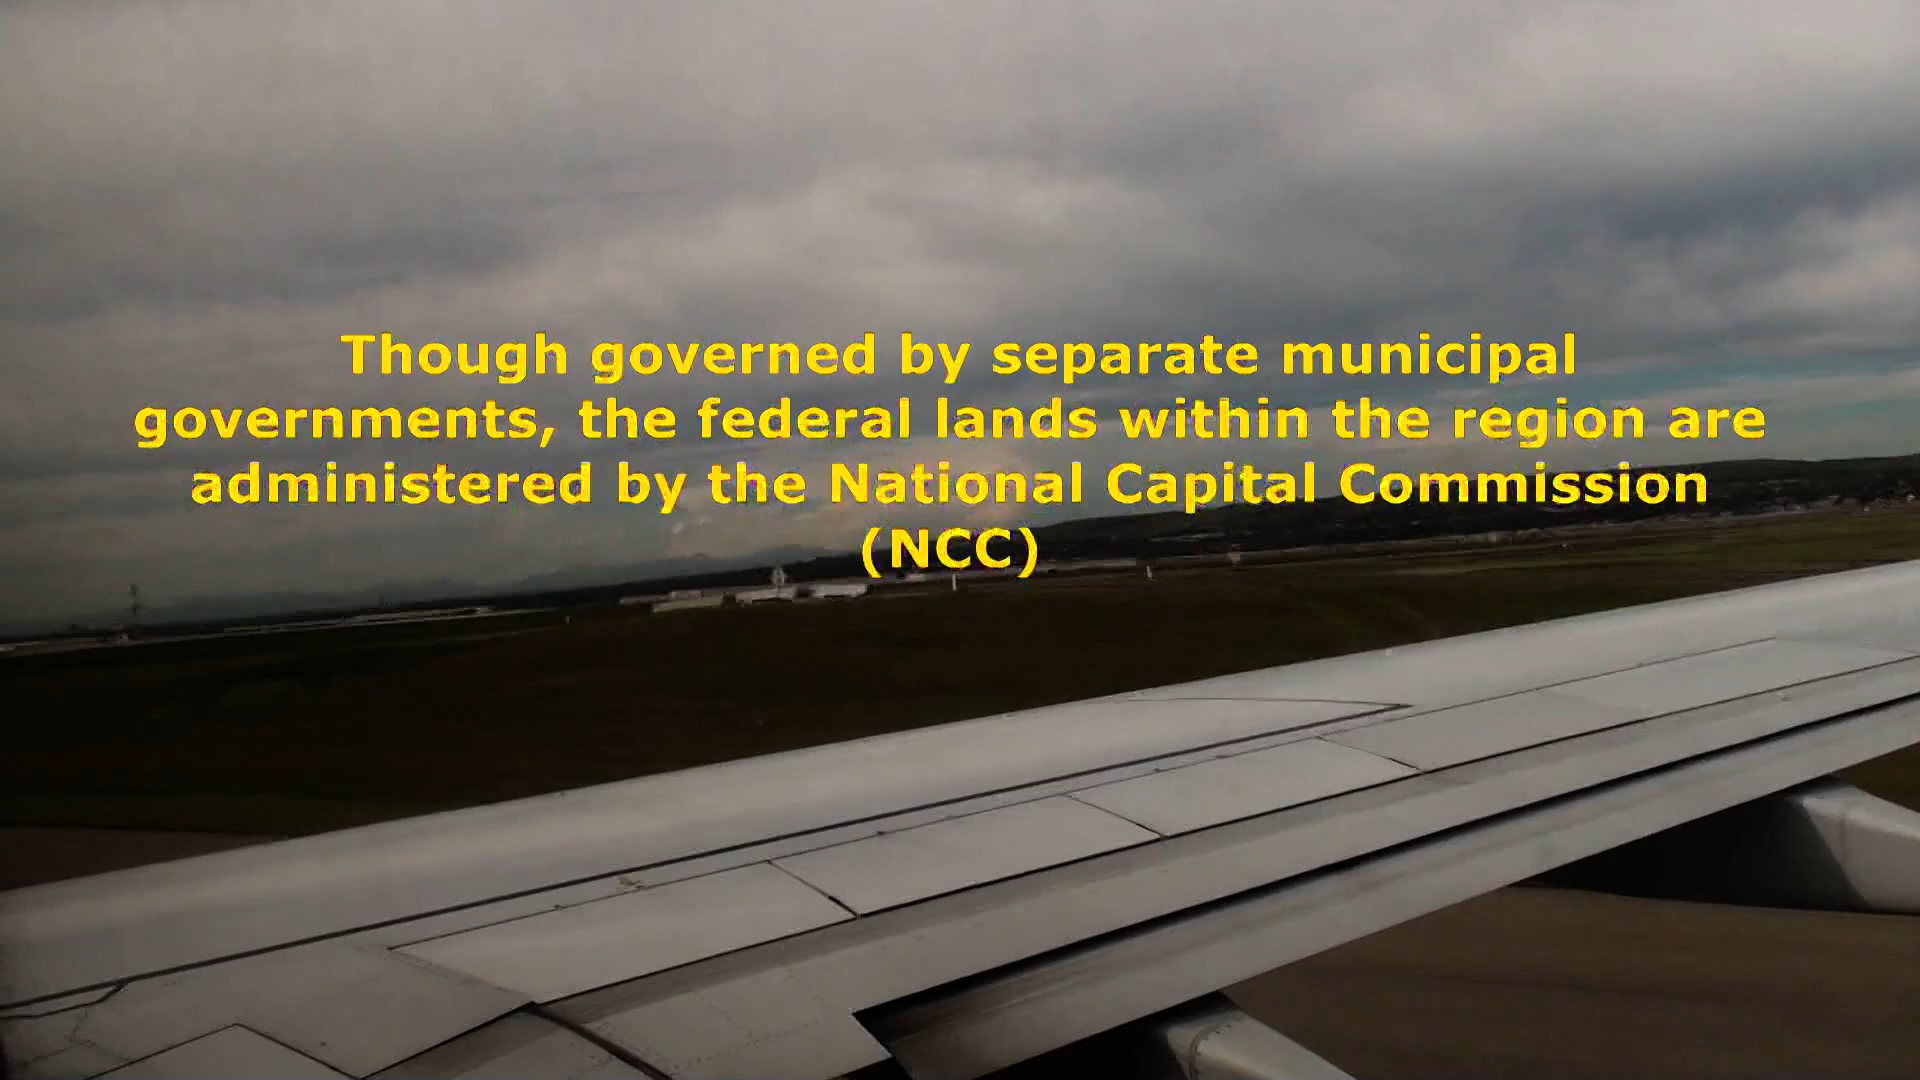 Though governed by separate municipal
governments, the federal lands within the region are
administered by the National Capital Commission
(NCC)